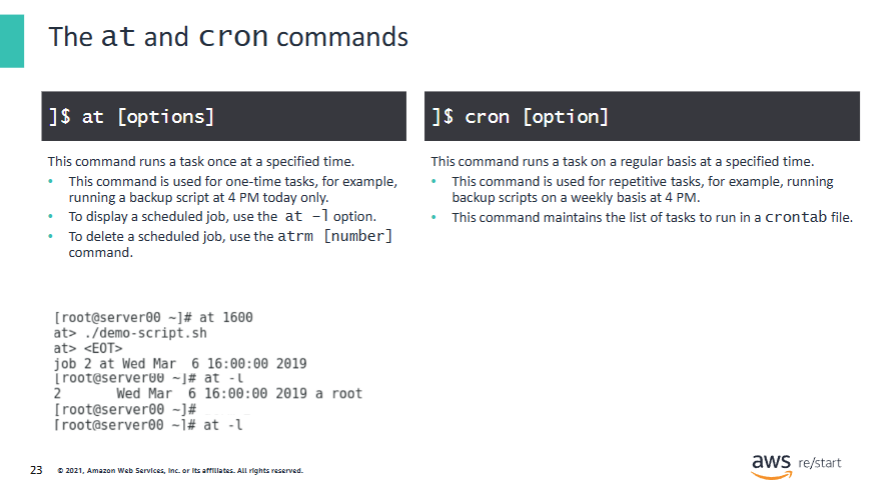 The at and cron commands
]$ at [options]
This command runs a task once at a specified time.
• This command is used for one-time tasks, for example,
running a backup script at 4 PM today only.
• To display a scheduled job, use the at –l option.
• To delete a scheduled job, use the atrm [number]
command.
]$ cron [option]
This command runs a task on a regular basis at a specified time.
• This command is used for repetitive tasks, for example, running
backup scripts on a weekly basis at 4 PM.
• This command maintains the list of tasks to run in a crontab file.
[root@server00 ~]# at 1600
at> ./demo-script.sh
at> <EOT>
job 2 at Wed Mar  6 16:00:00 2019
[root@server00 ~]# at -l
2       Wed Mar  6 16:00:00 2019 a root
[root@server00 ~]#
[root@server00 ~]# at -l
23 © 2021, Amazon Web Services, Inc. or its affiliates. All rights reserved.
aws re/start